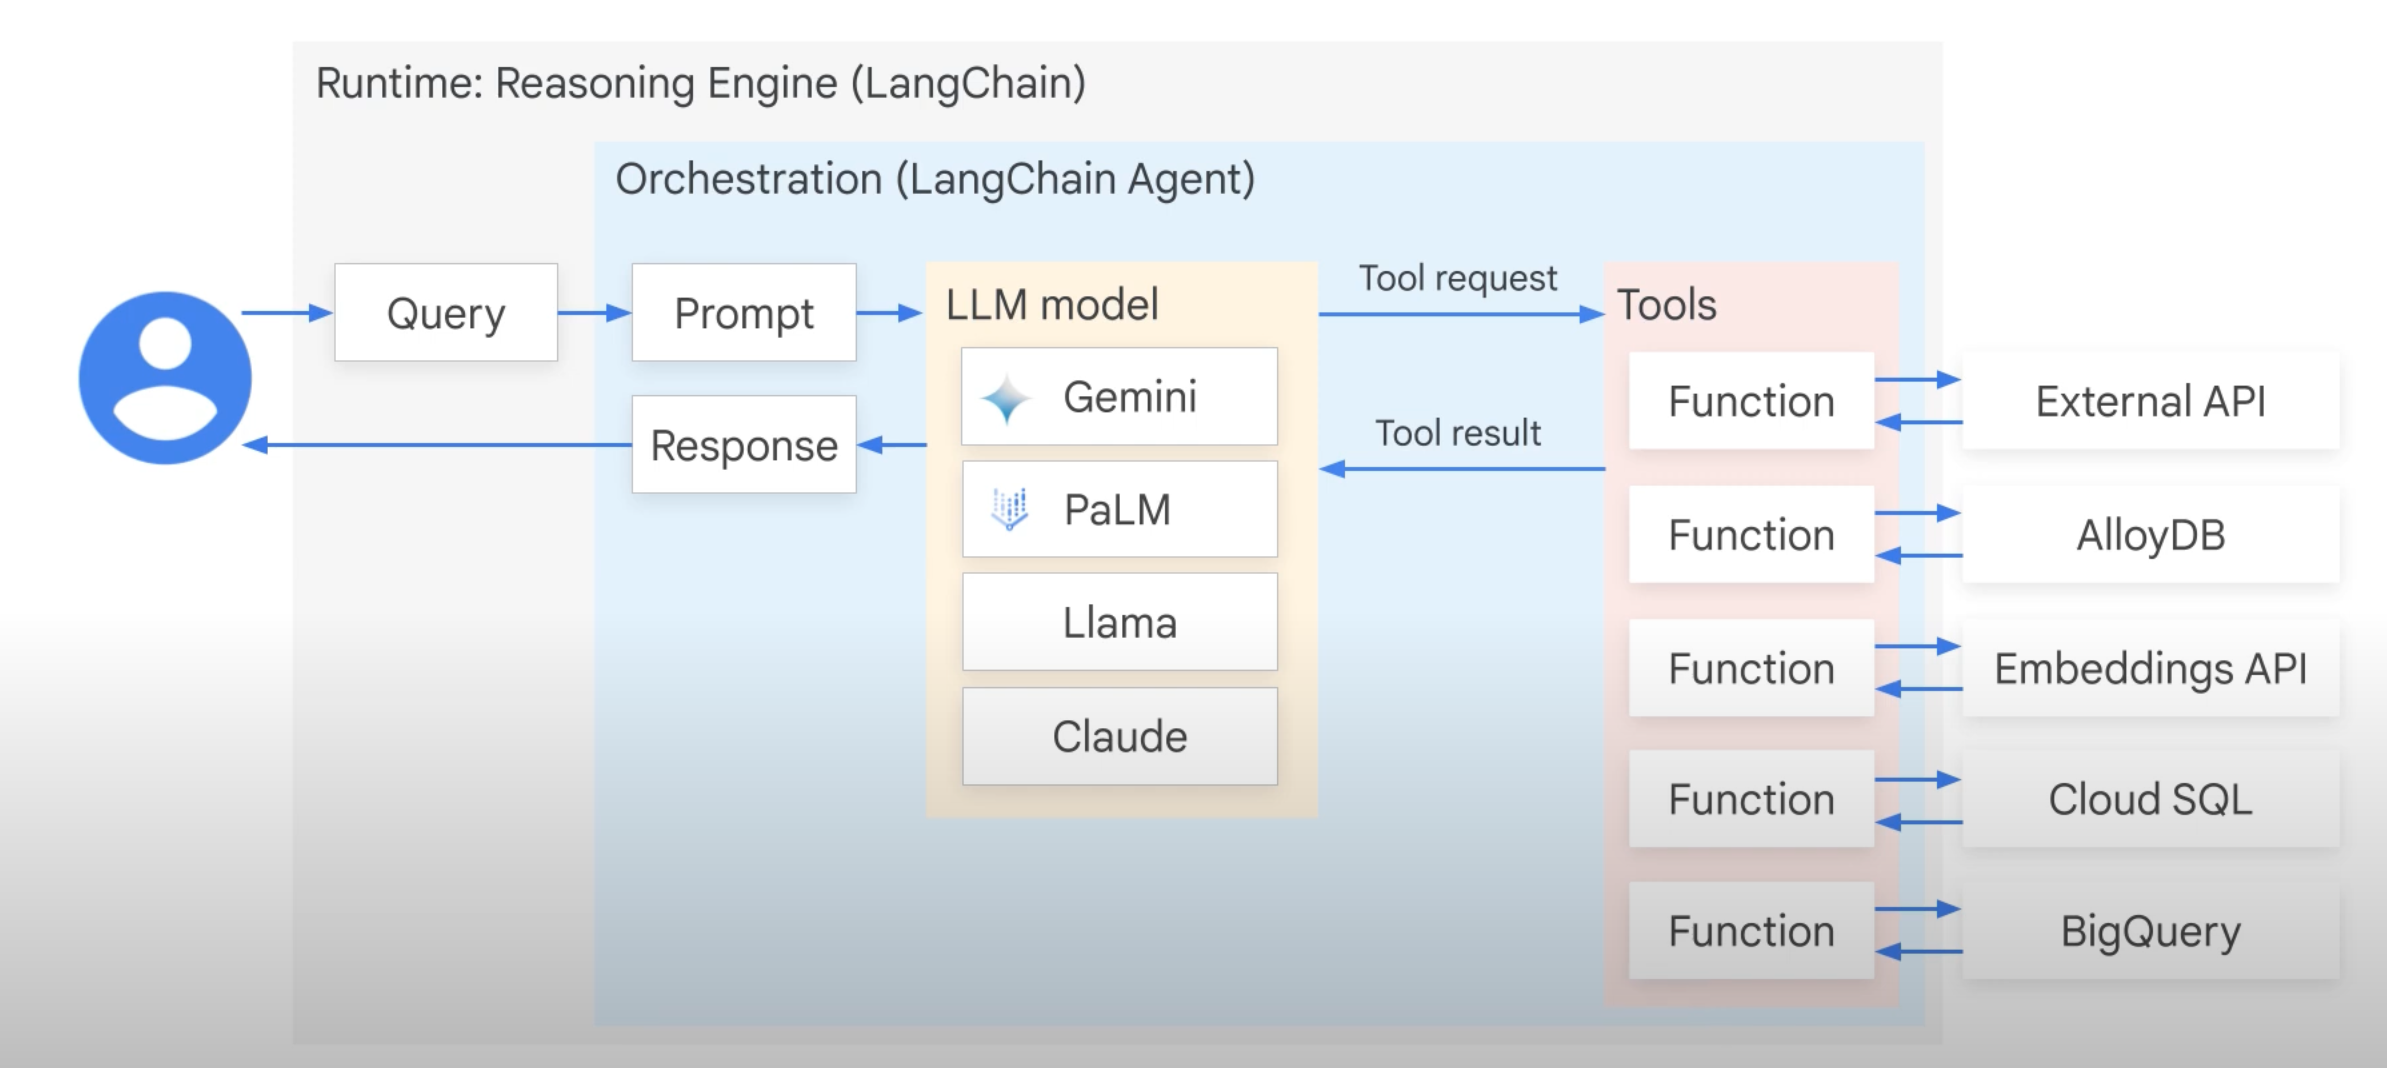 Runtime: Reasoning Engine (LangChain)
Orchestration (LangChain Agent)
Query
Prompt
Response
LLM model
Gemini
PaLM
Llama
Claude
Tool request
Tool result
Tools
Function
External API
Function
AlloyDB
Function
Embeddings API
Function
Cloud SQL
Function
BigQuery